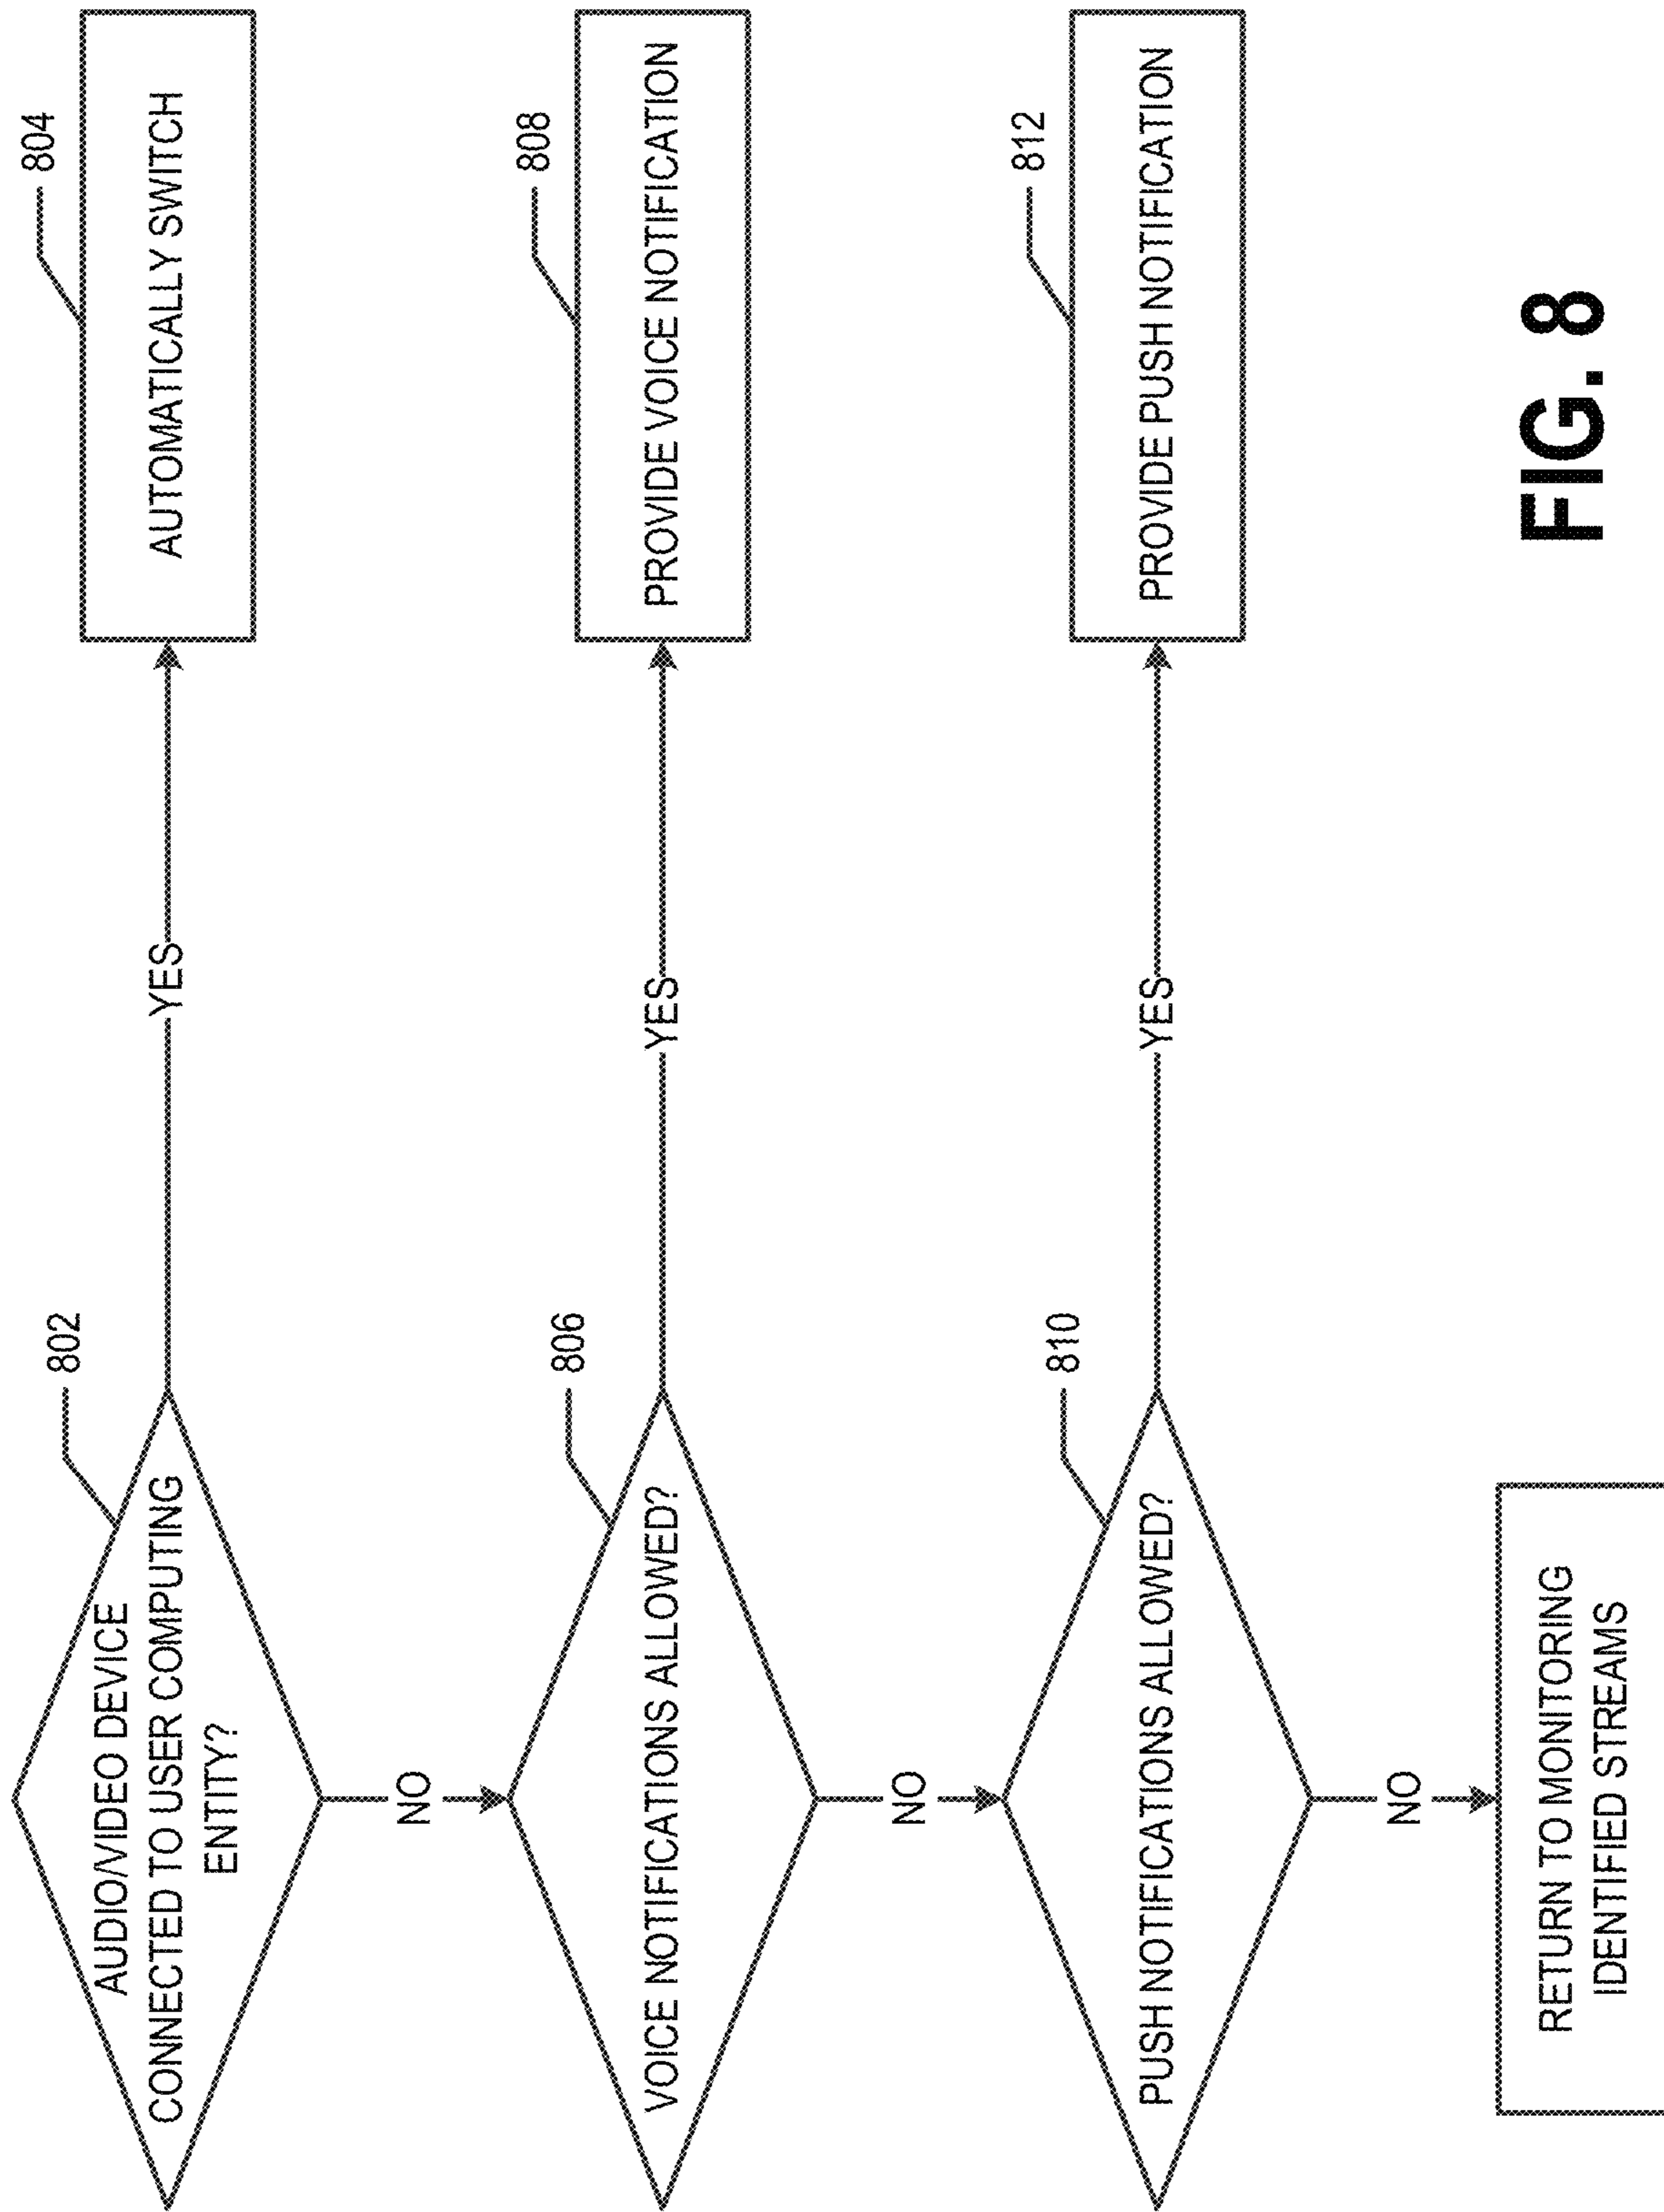 802
AUDIO/VIDEO DEVICE
CONNECTED TO USER COMPUTING
ENTITY?
YES
804
AUTOMATICALLY SWITCH
NO
806
VOICE NOTIFICATIONS ALLOWED?
YES
808
PROVIDE VOICE NOTIFICATION
NO
810
PUSH NOTIFICATIONS ALLOWED?
YES
812
PROVIDE PUSH NOTIFICATION
NO
RETURN TO MONITORING
IDENTIFIED STREAMS
FIG. 8